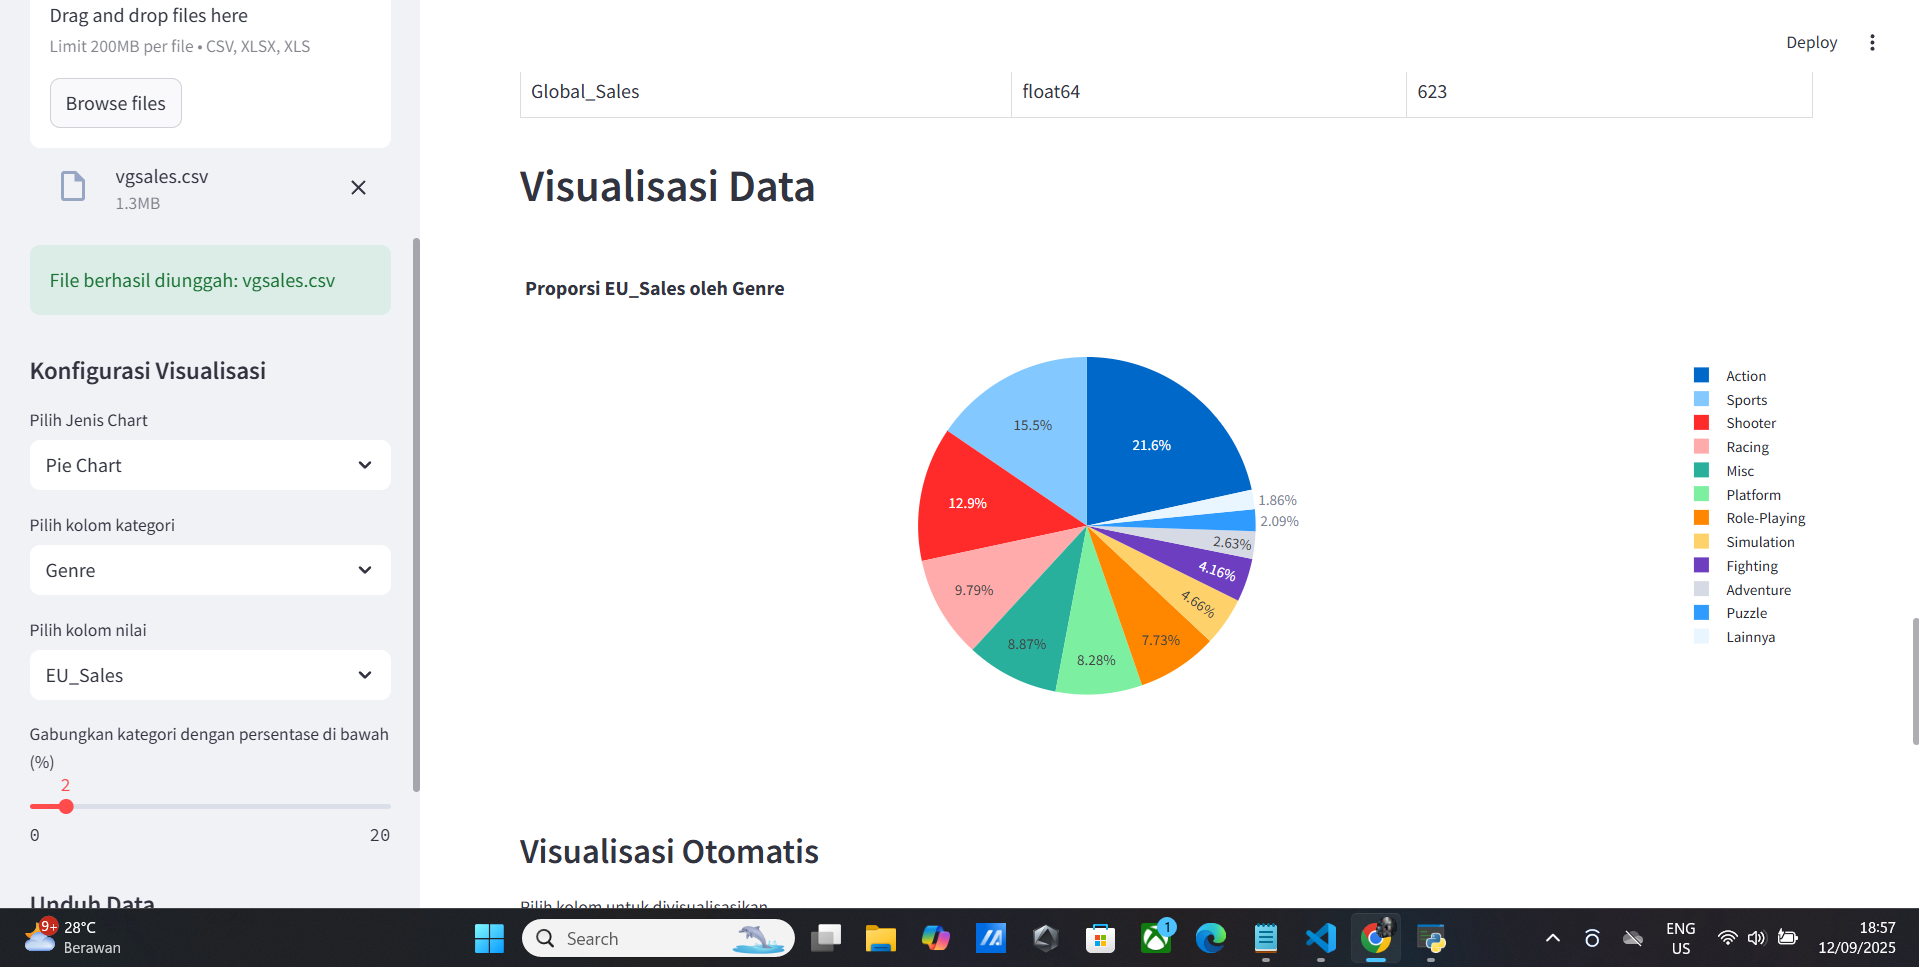 Drag and drop files here
Limit 200MB per file • CSV, XLSX, XLS
Browse files
vgsales.csv
1.3MB
File berhasil diunggah: vgsales.csv
Konfigurasi Visualisasi
Pilih Jenis Chart
Pie Chart
Pilih kolom kategori
Genre
Pilih kolom nilai
EU_Sales
Gabungkan kategori dengan persentase di bawah
(%)
2
0 20
Unduh Data
Deploy
Global_Sales float64 623
Visualisasi Data
Proporsi EU_Sales oleh Genre
21.6%
15.5%
12.9%
9.79%
8.87%
8.28%
7.73%
4.66%
4.16%
2.63%
2.09%
1.86%
Action
Sports
Shooter
Racing
Misc
Platform
Role-Playing
Simulation
Fighting
Adventure
Puzzle
Lainnya
Visualisasi Otomatis
Pilih kolom untuk divisualisasikan
9+
28°C
Berawan
Search
1
ENG
US
18:57
12/09/2025